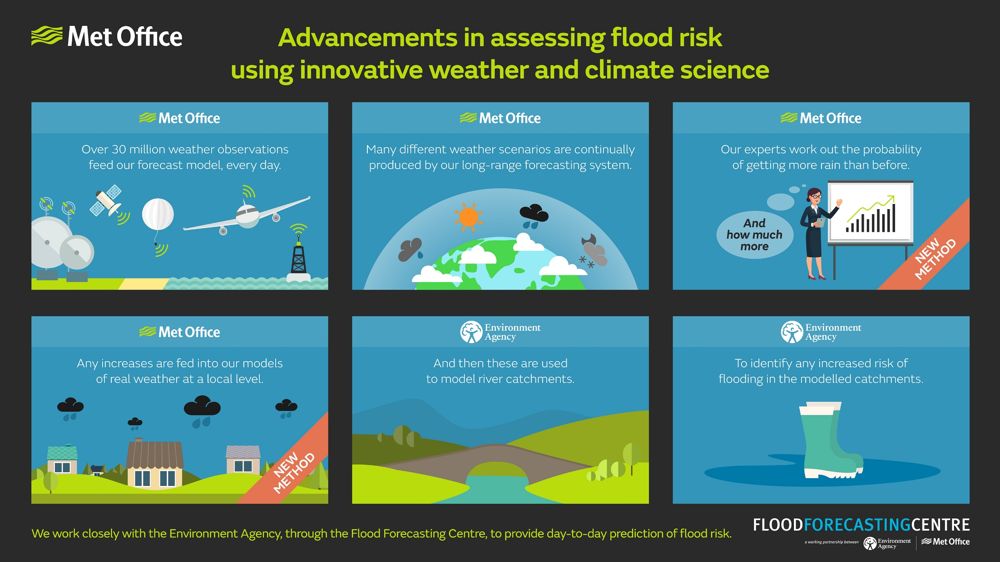 Met Office
Advancements in assessing flood risk
using innovative weather and climate science
Met Office
Over 30 million weather observations
feed our forecast model, every day.
Met Office
Many different weather scenarios are continually
produced by our long-range forecasting system.
Met Office
Our experts work out the probability
of getting more rain than before.
And
how much
more
NEW
METHOD
Met Office
Any increases are fed into our models
of real weather at a local level.
NEW
METHOD
Environment
Agency
And then these are used
to model river catchments.
Environment
Agency
To identify any increased risk of
flooding in the modelled catchments.
We work closely with the Environment Agency, through the Flood Forecasting Centre, to provide day-to-day prediction of flood risk.
FLOODFORECASTINGCENTRE
a working partnership between
Environment
Agency
Met Office